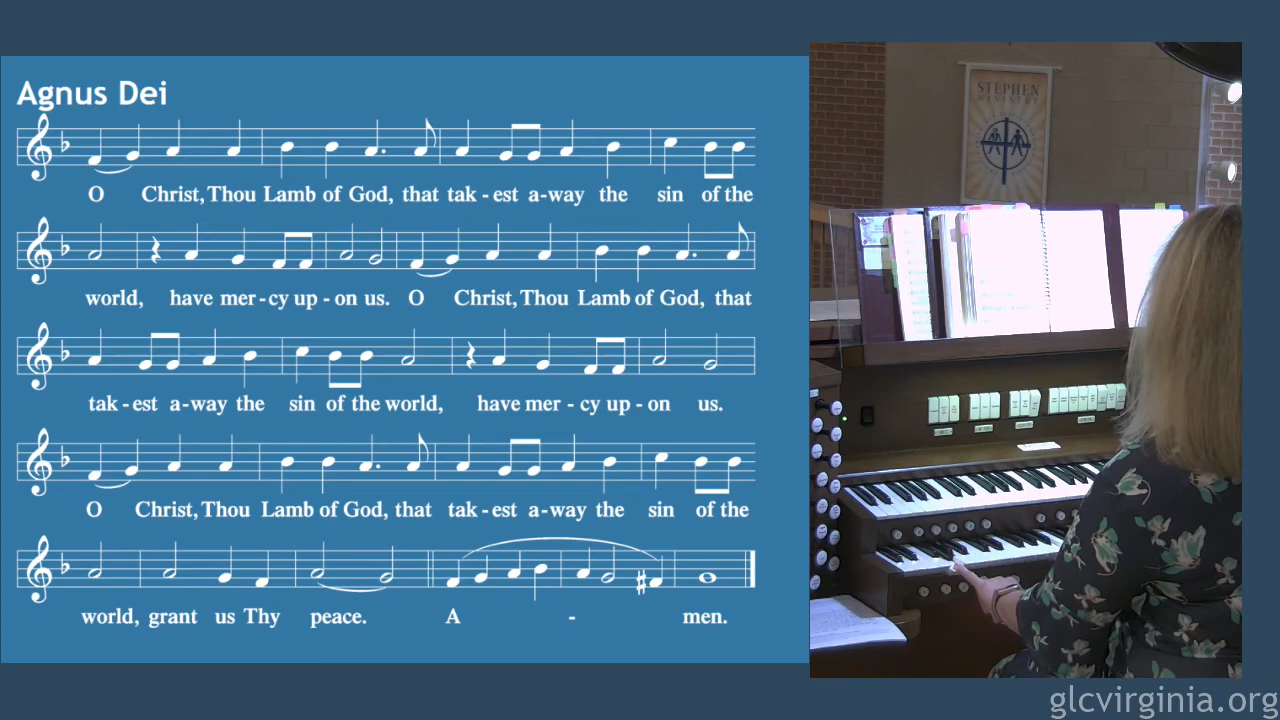 Agnus Dei
O Christ, Thou Lamb of God, that tak - est a-way the sin of the
world, have mer - cy up - on us. O Christ, Thou Lamb of God, that
tak - est a-way the sin of the world, have mer - cy up - on us.
O Christ, Thou Lamb of God, that tak - est a-way the sin of the
world, grant us Thy peace. A - men.
STEPHEN
MINISTRY
glcvirginia.org